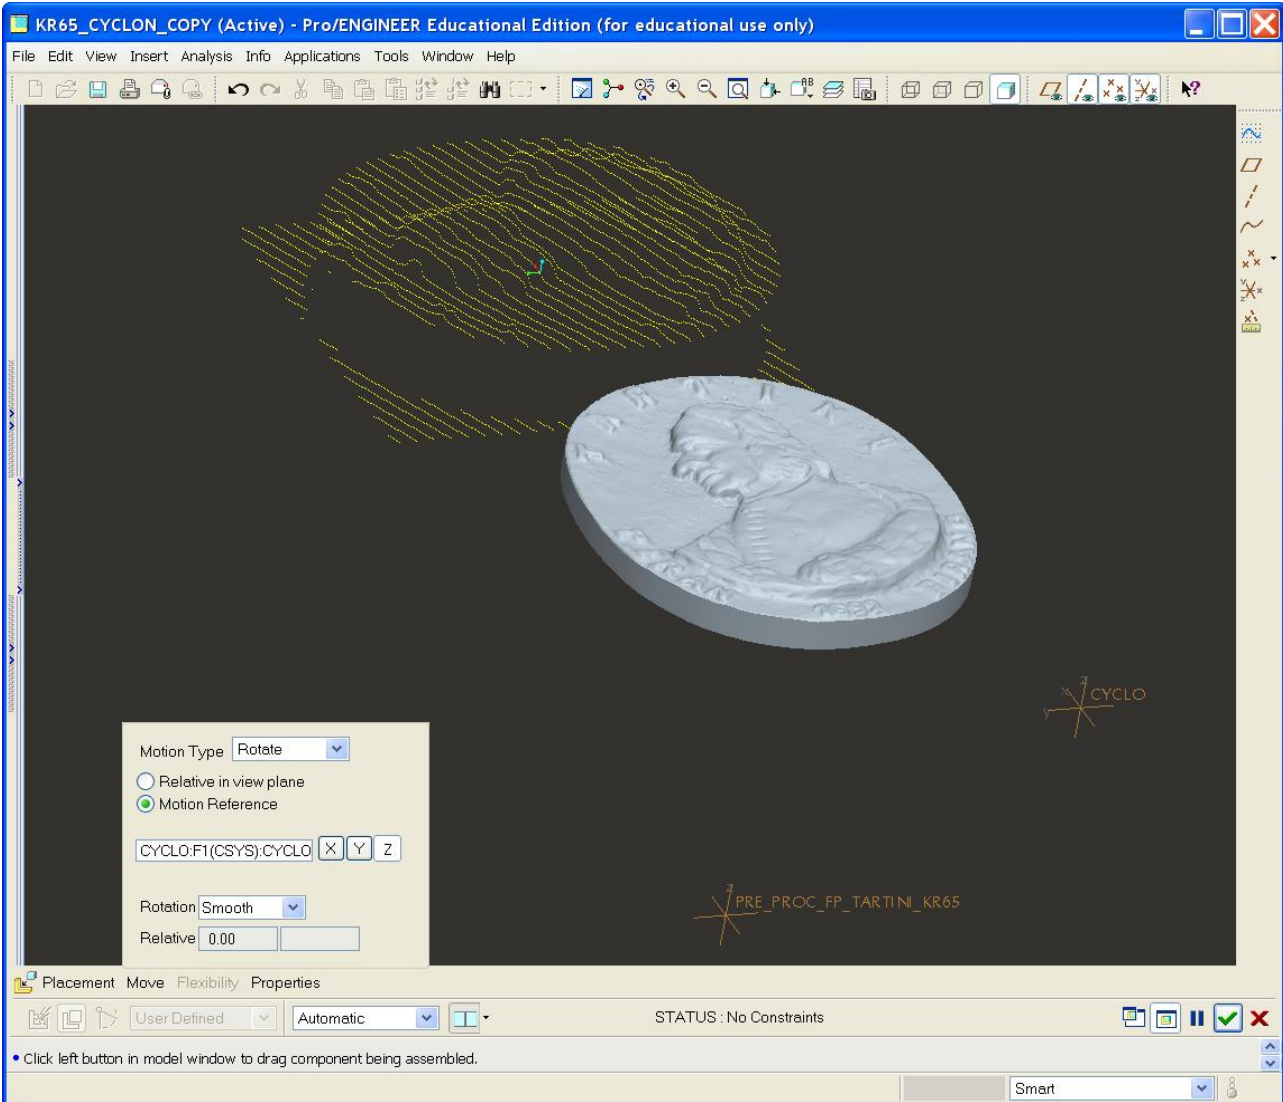 KR65_CYCLON_COPY (Active) - Pro/ENGINEER Educational Edition (for educational use only)
File Edit View Insert Analysis Info Applications Tools Window Help
CYCLO
PRE_PROC_FP_TARTINI_KR65
Motion Type Rotate
Relative in view plane
Motion Reference
CYCLO:F1(CSYS):CYCLO X Y Z
Rotation Smooth
Relative 0.00
Placement Move Flexibility Properties
User Defined Automatic STATUS : No Constraints
• Click left button in model window to drag component being assembled.
Smart